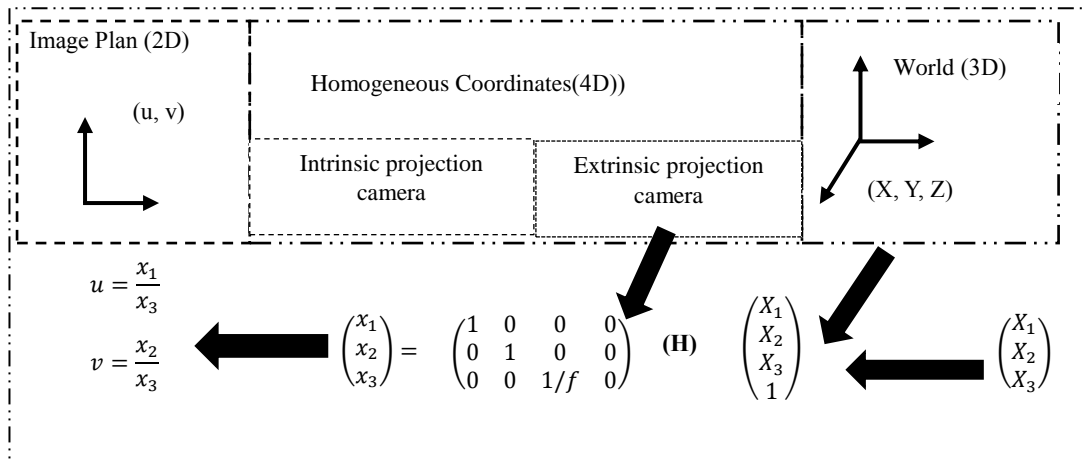 Image Plan (2D)
(u, v)
Homogeneous Coordinates(4D))
Intrinsic projection
camera
Extrinsic projection
camera
World (3D)
(X, Y, Z)
u = x₁/x₃
v = x₂/x₃
(x₁ x₂ x₃) =
(1 0 0 0
0 1 0 0
0 0 1/f 0)
(H)
(X₁ X₂ X₃ 1)
(X₁ X₂ X₃)